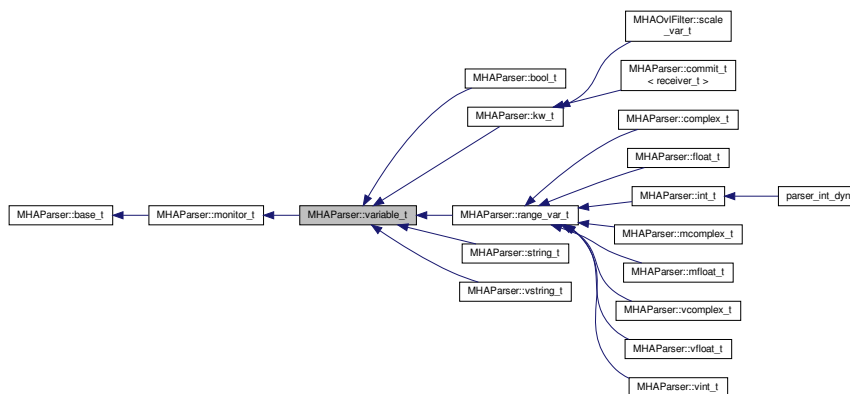 MHAOvlFilter::scale
_var_t
MHAParser::bool_t
MHAParser::commit_t
< receiver_t >
MHAParser::kw_t
MHAParser::complex_t
MHAParser::float_t
MHAParser::int_t
parser_int_dyn
MHAParser::base_t
MHAParser::monitor_t
MHAParser::variable_t
MHAParser::range_var_t
MHAParser::mcomplex_t
MHAParser::string_t
MHAParser::mfloat_t
MHAParser::vstring_t
MHAParser::vcomplex_t
MHAParser::vfloat_t
MHAParser::vint_t